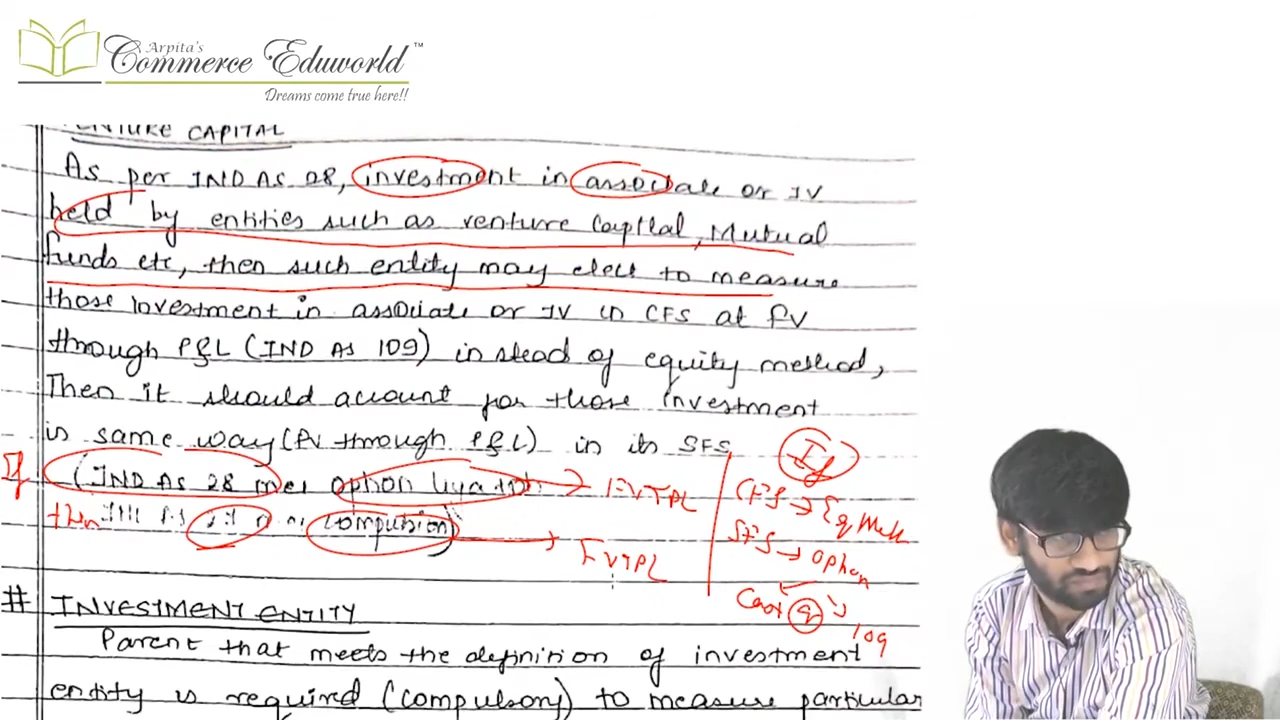 Arpita's
Commerce Eduworld™
Dreams come true here!!
VENTURE CAPITAL
As per IND AS 28, investment in associate or JV
held by entities such as venture capital, Mutual
funds etc, then such entity may elect to measure
those investment in associate or JV in CFS at FV
through P&L (IND AS 109) in stead of equity method,
Then it should account for those investment
is same way (FV through P&L) in its SFS
If (IND AS 28 option → FVTPL
then compulsion) → FVTPL
If
CFS → Eq Meth
SFS → option
Cost 109
# INVESTMENT ENTITY
Parent that meets the definition of investment
entity is required (compulsory) to measure particular